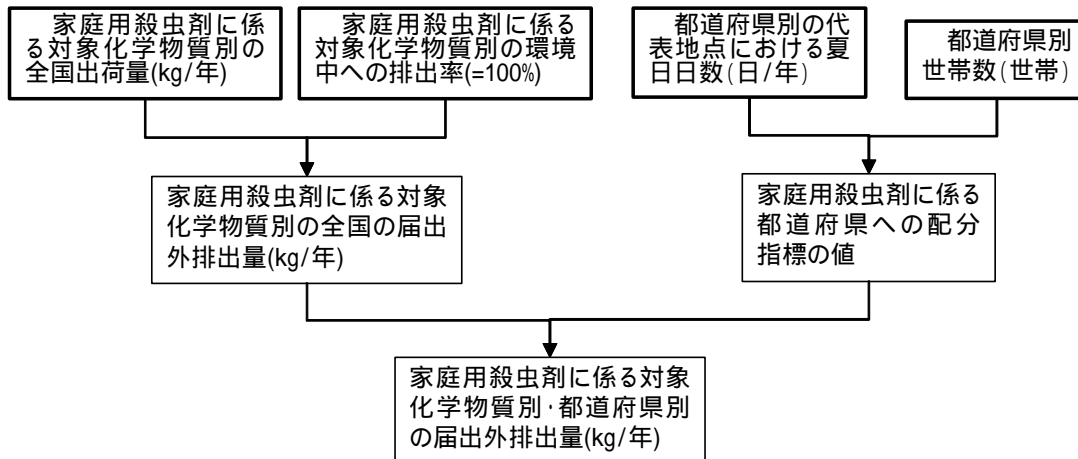 家庭用殺虫剤に係
る対象化学物質別の
全国出荷量(kg/年)
家庭用殺虫剤に係る
対象化学物質別の環境
中への排出率(=100%)
都道府県別の代
表地点における夏
日日数(日/年)
都道府県別
世帯数(世帯)
家庭用殺虫剤に係る対象
化学物質別の全国の届出
外排出量(kg/年)
家庭用殺虫剤に係る
都道府県への配分
指標の値
家庭用殺虫剤に係る対象
化学物質別・都道府県別
の届出外排出量(kg/年)